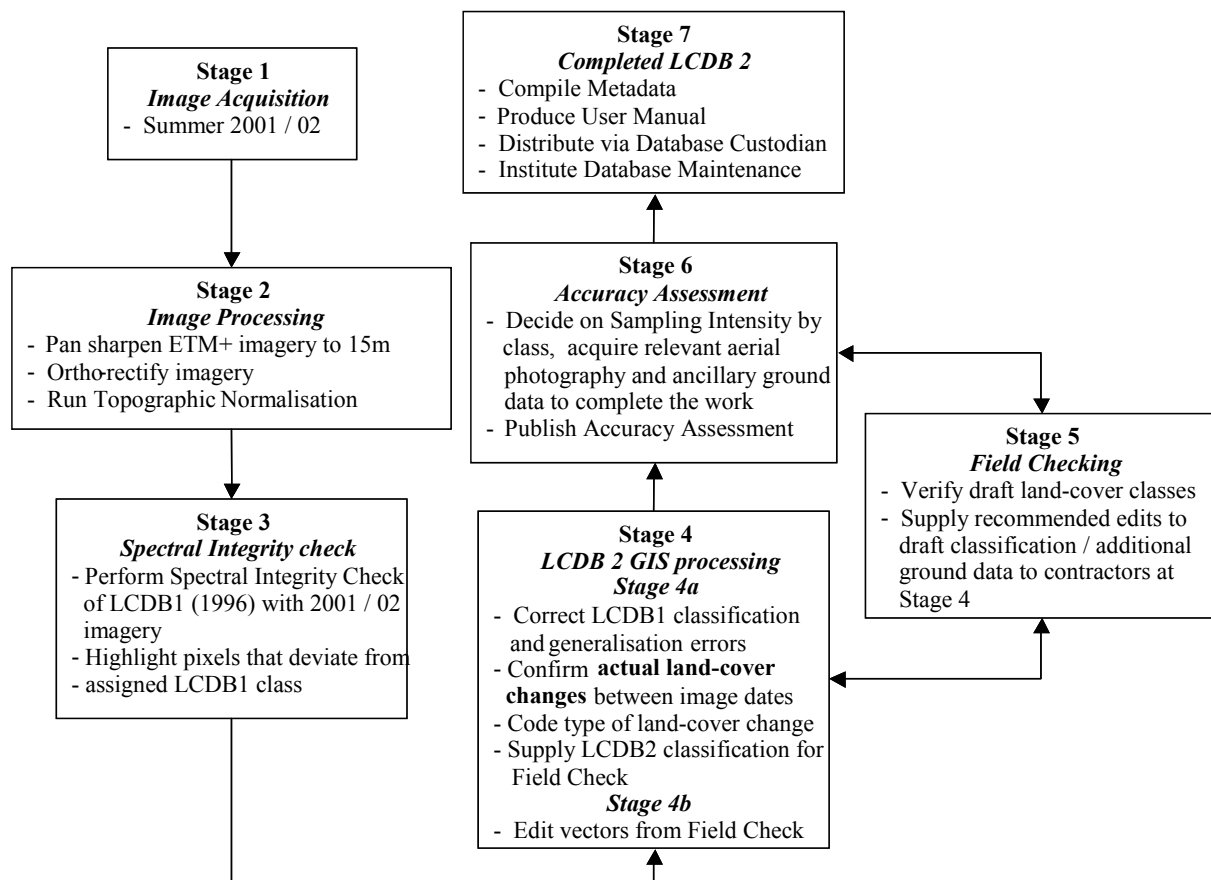 Stage 1
Image Acquisition
- Summer 2001 / 02
Stage 2
Image Processing
- Pan sharpen ETM+ imagery to 15m
- Ortho-rectify imagery
- Run Topographic Normalisation
Stage 3
Spectral Integrity check
- Perform Spectral Integrity Check
of LCDB1 (1996) with 2001 / 02
imagery
- Highlight pixels that deviate from
- assigned LCDB1 class
Stage 4
LCDB 2 GIS processing
Stage 4a
- Correct LCDB1 classification
and generalisation errors
- Confirm actual land-cover
changes between image dates
- Code type of land-cover change
- Supply LCDB2 classification for
Field Check
Stage 4b
- Edit vectors from Field Check
Stage 5
Field Checking
- Verify draft land-cover classes
- Supply recommended edits to
draft classification / additional
ground data to contractors at
Stage 4
Stage 6
Accuracy Assessment
- Decide on Sampling Intensity by
class, acquire relevant aerial
photography and ancillary ground
data to complete the work
- Publish Accuracy Assessment
Stage 7
Completed LCDB 2
- Compile Metadata
- Produce User Manual
- Distribute via Database Custodian
- Institute Database Maintenance